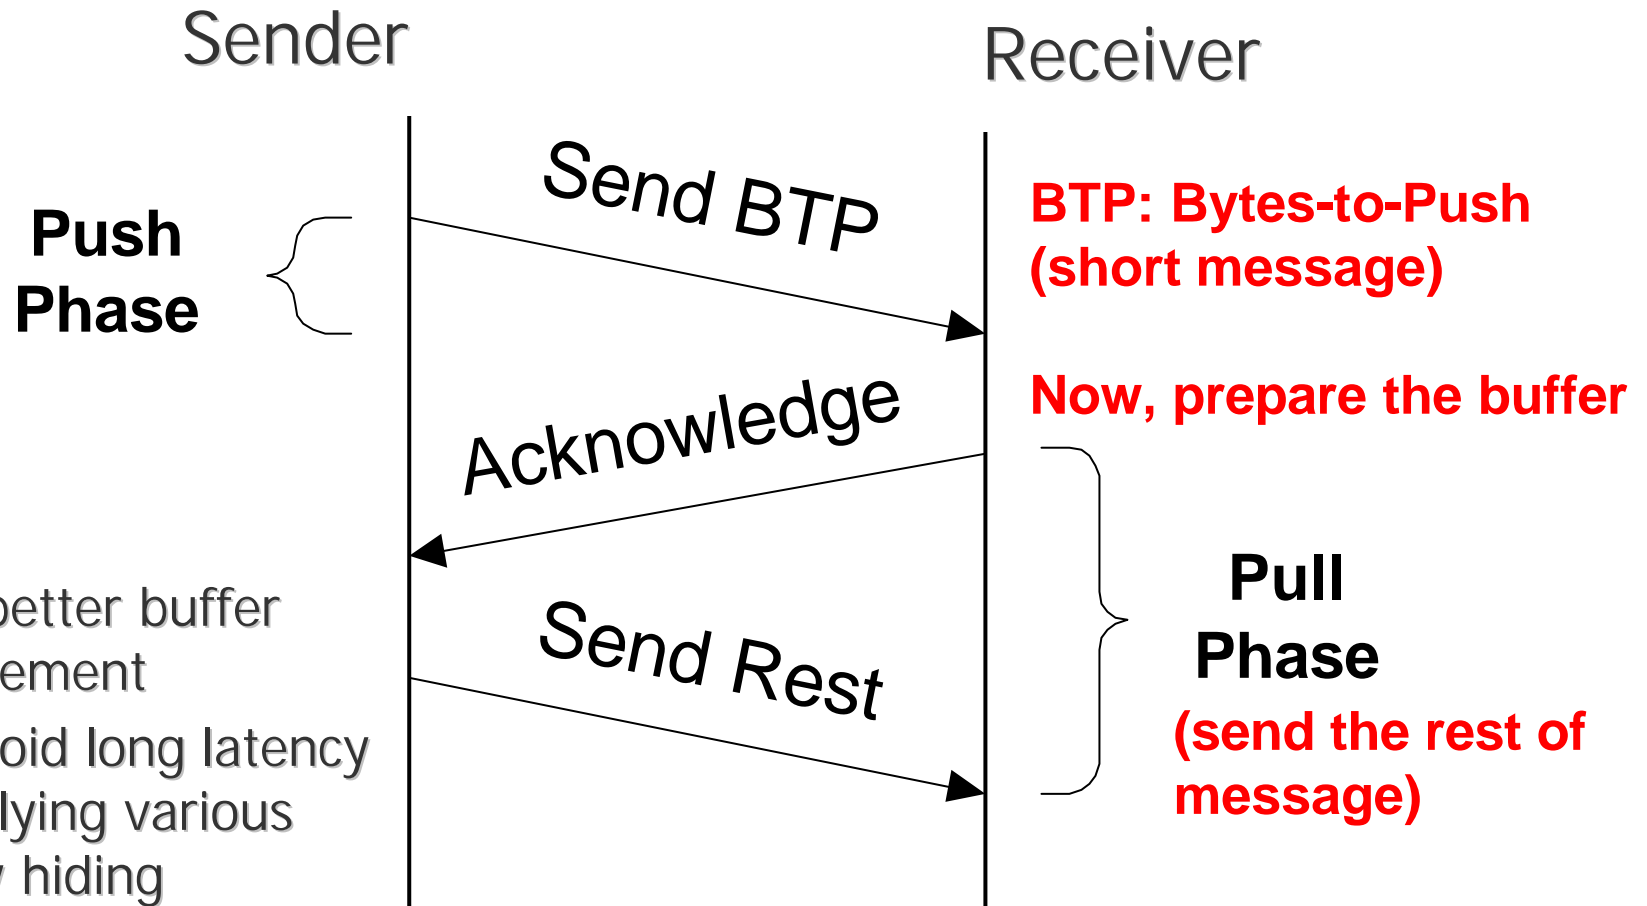 Sender
Receiver
Send BTP
Push
Phase
BTP: Bytes-to-Push
(short message)
Acknowledge
Now, prepare the buffer
better buffer
ement
oid long latency
lying various
hiding
Send Rest
Pull
Phase
(send the rest of
message)